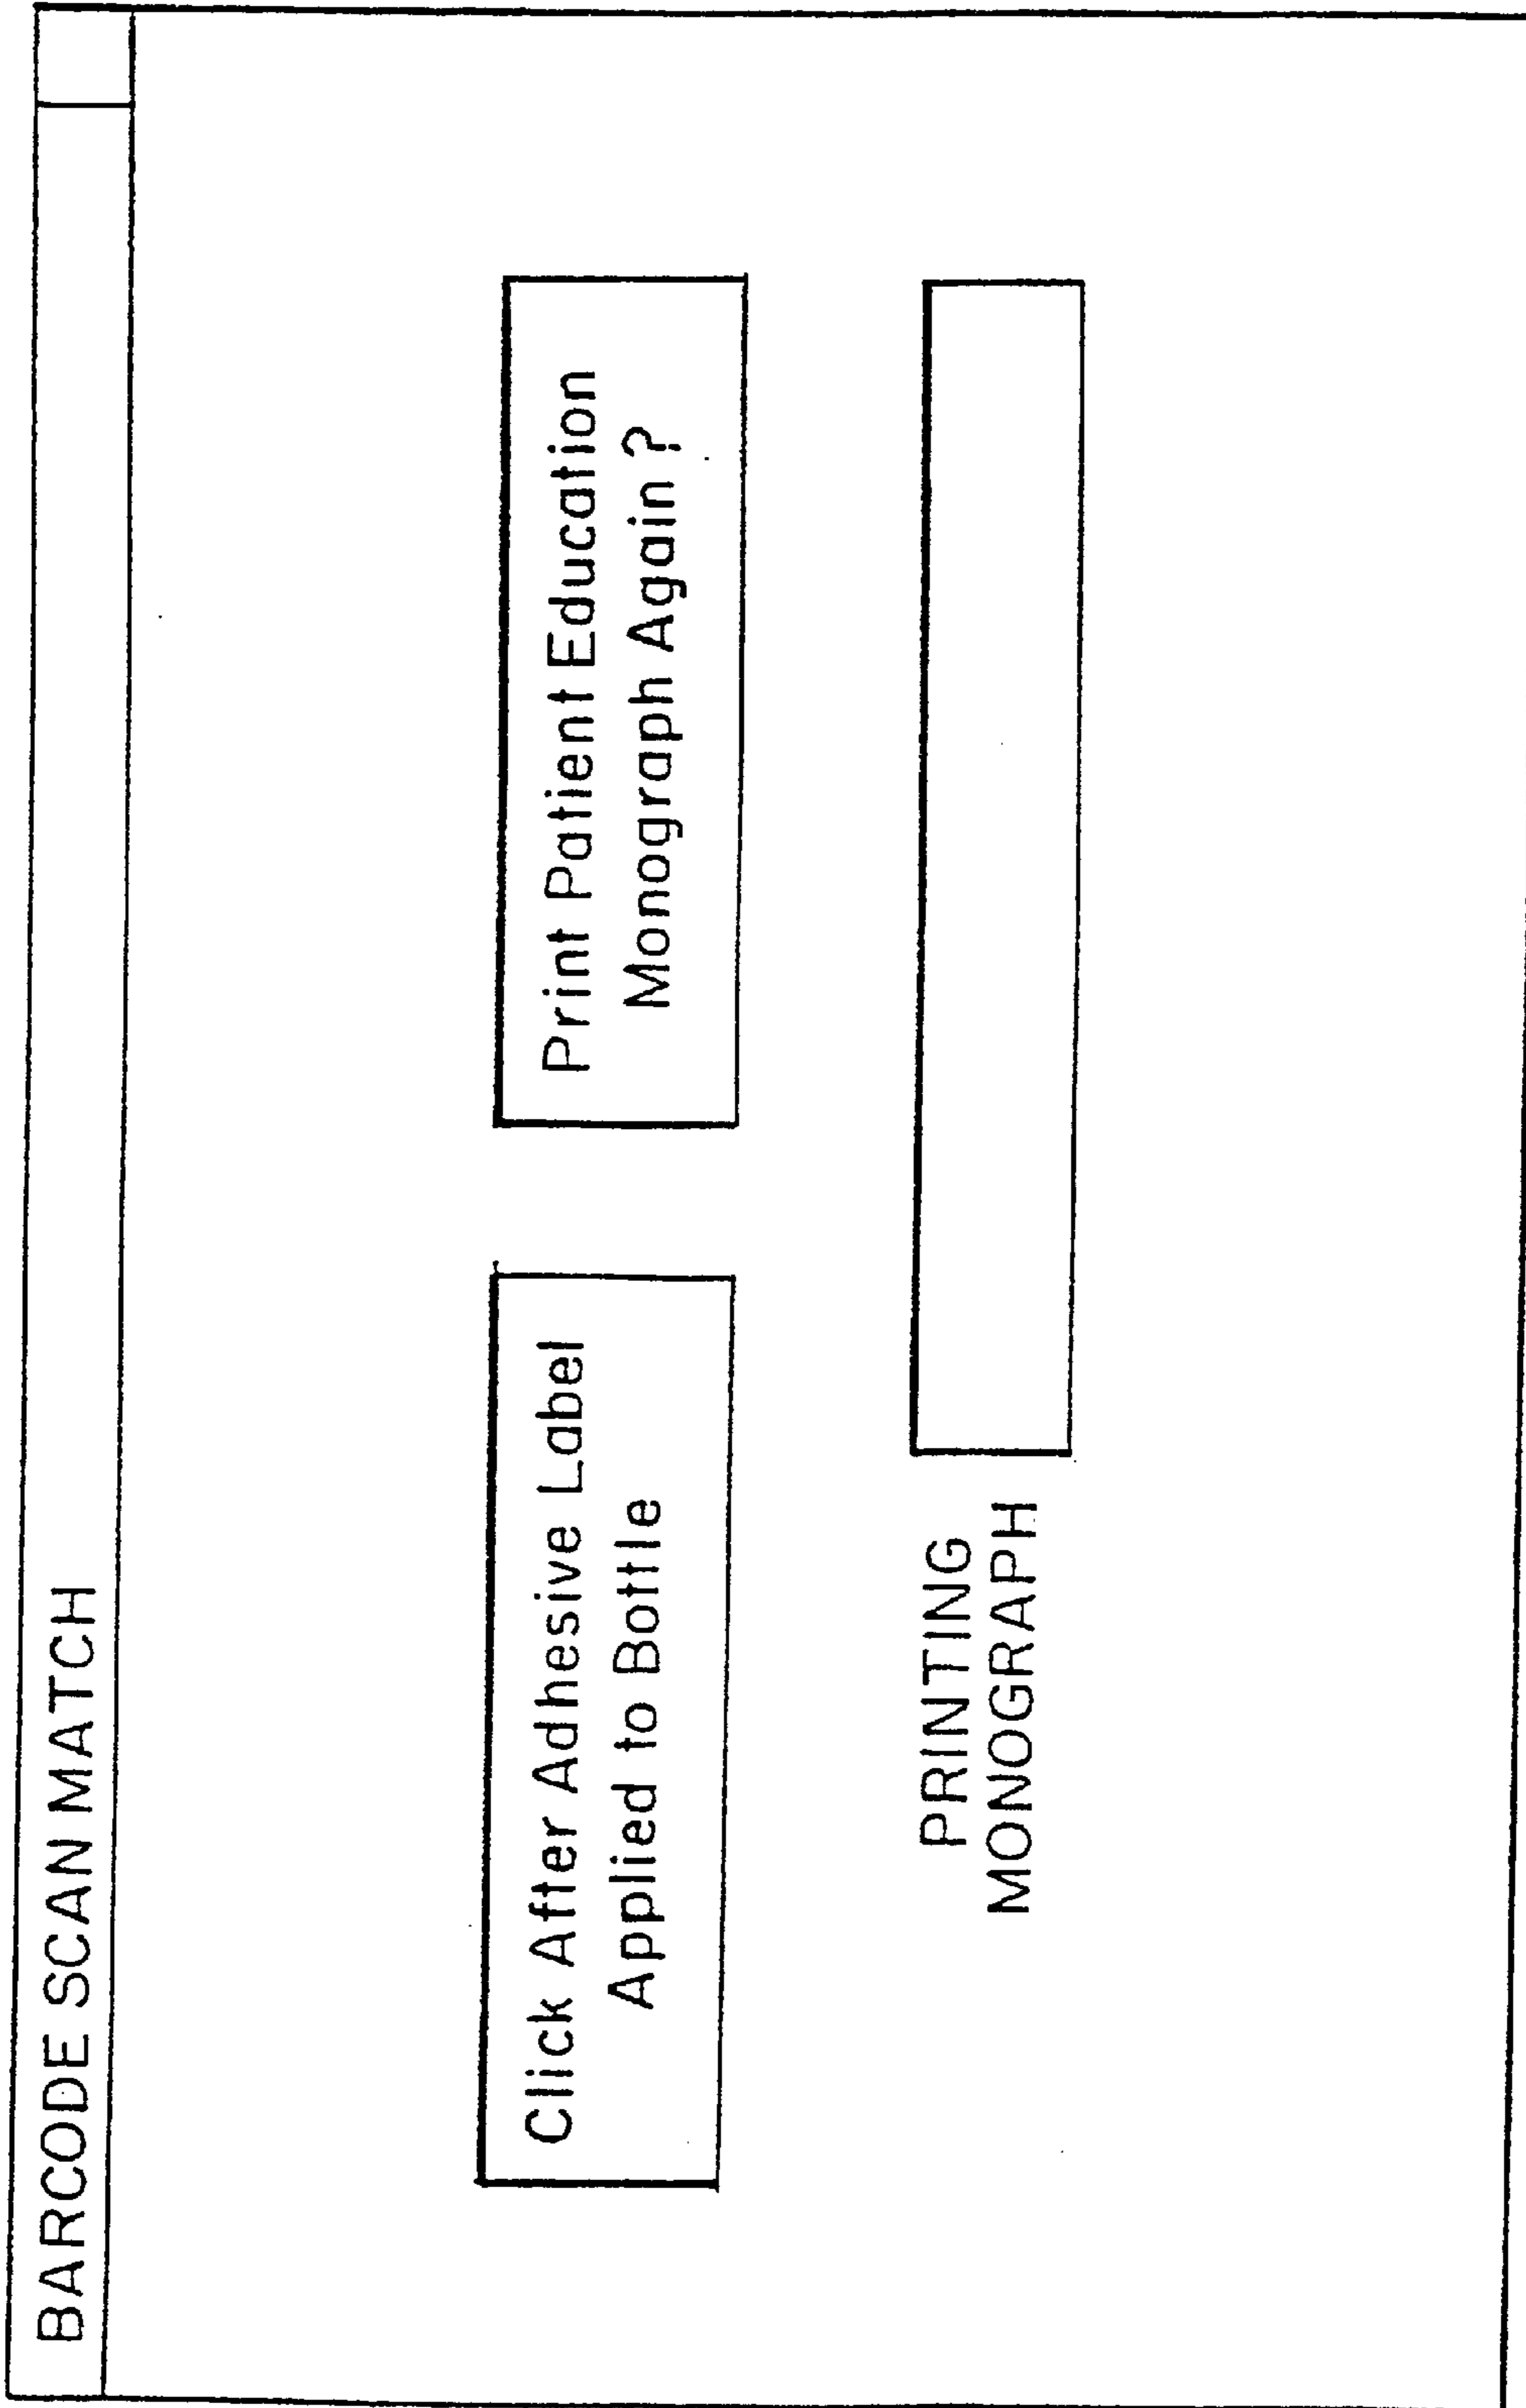 BARCODE SCAN MATCH
Click After Adhesive Label
Applied to Bottle
Print Patient Education
Monograph Again ?
PRINTING
MONOGRAPH